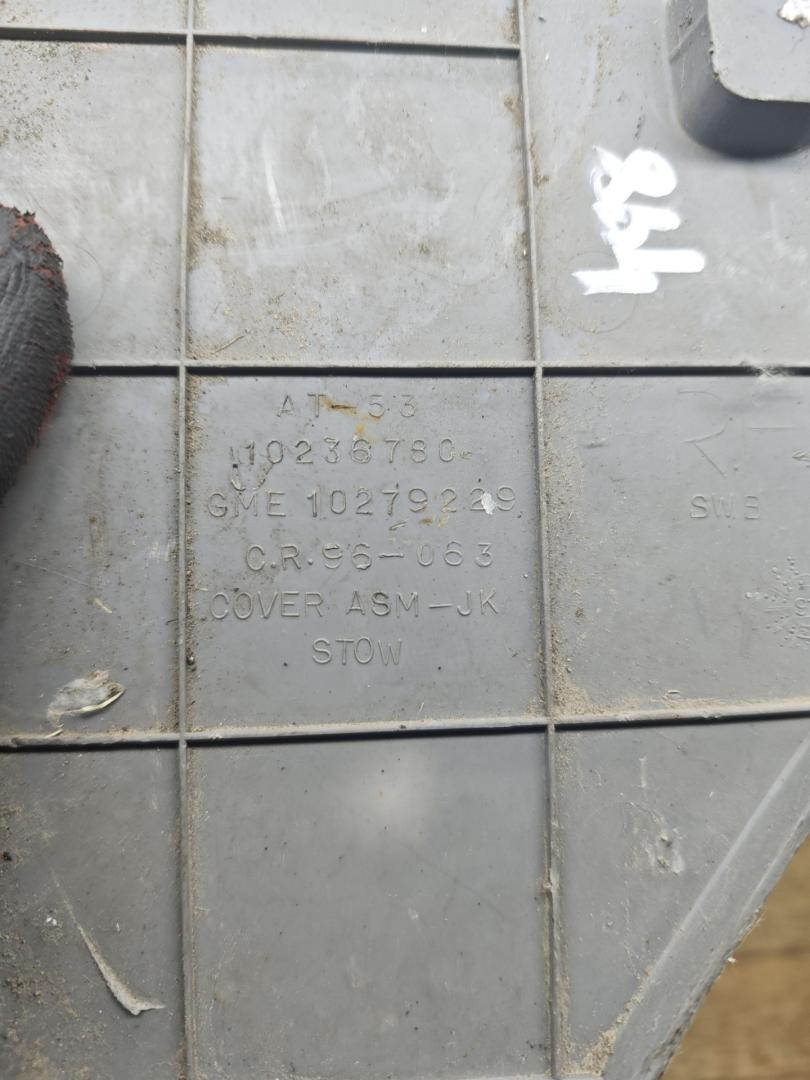 AT-53
10236780
GME 10279229
C.R. 96-063
COVER ASM-JK
STOW
SWB